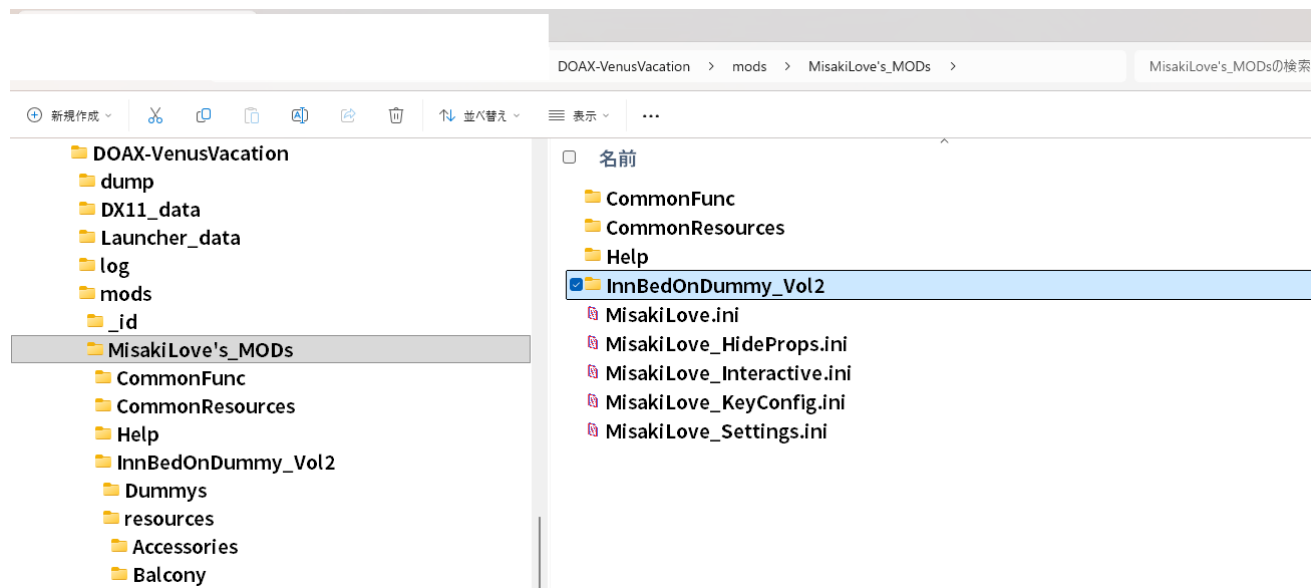 DOAX-VenusVacation > mods > MisakiLove's_MODs >
MisakiLove's_MODsの検索
新規作成
並べ替え
表示
DOAX-VenusVacation
dump
DX11_data
Launcher_data
log
mods
_id
MisakiLove's_MODs
CommonFunc
CommonResources
Help
InnBedOnDummy_Vol2
Dummys
resources
Accessories
Balcony
名前
CommonFunc
CommonResources
Help
InnBedOnDummy_Vol2
MisakiLove.ini
MisakiLove_HideProps.ini
MisakiLove_Interactive.ini
MisakiLove_KeyConfig.ini
MisakiLove_Settings.ini